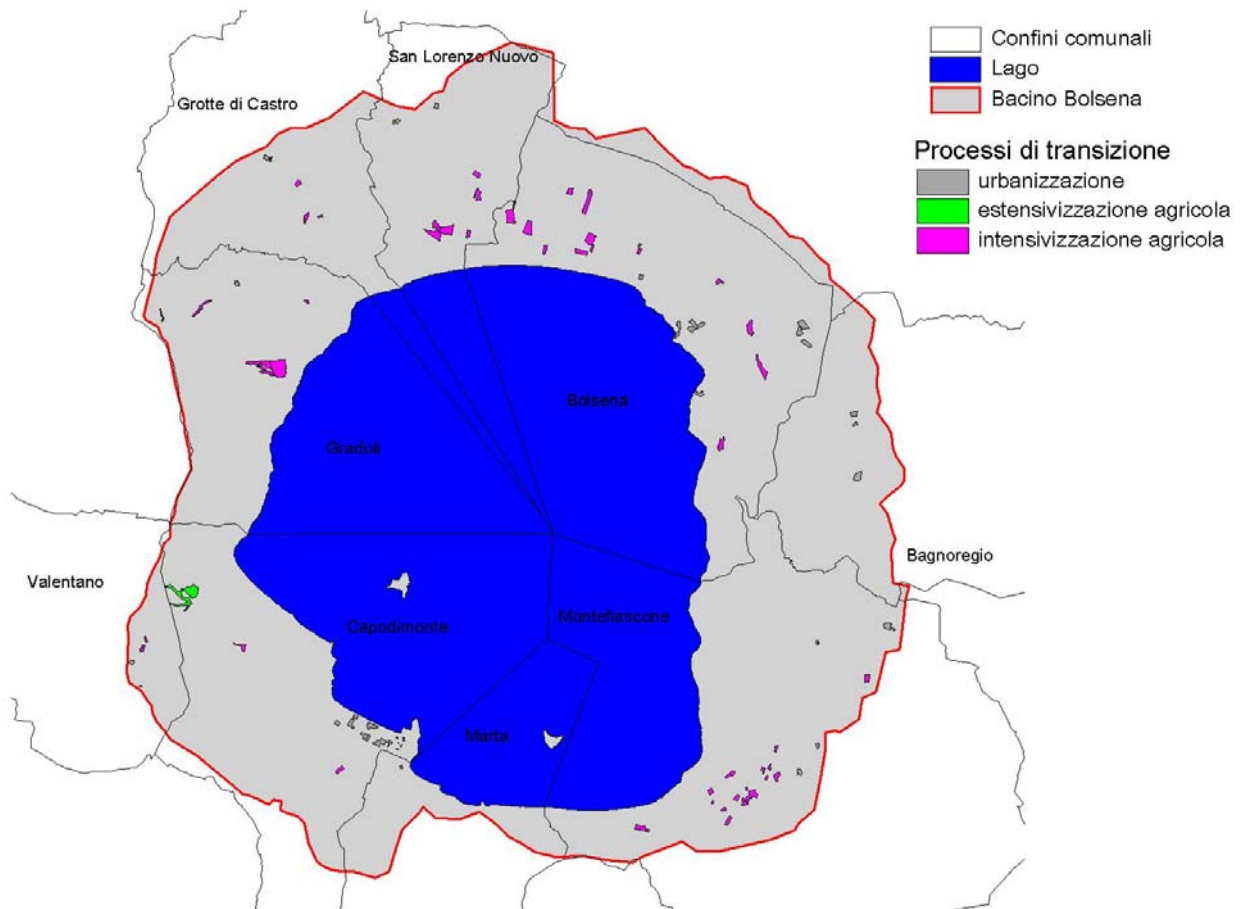 San Lorenzo Nuovo
Grotte di Castro
Confini comunali
Lago
Bacino Bolsena
Processi di transizione
urbanizzazione
estensivizzazione agricola
intensivizzazione agricola
Bolsena
Gradoli
Bagnoregio
Valentano
Montefiascone
Capodimonte
Marta